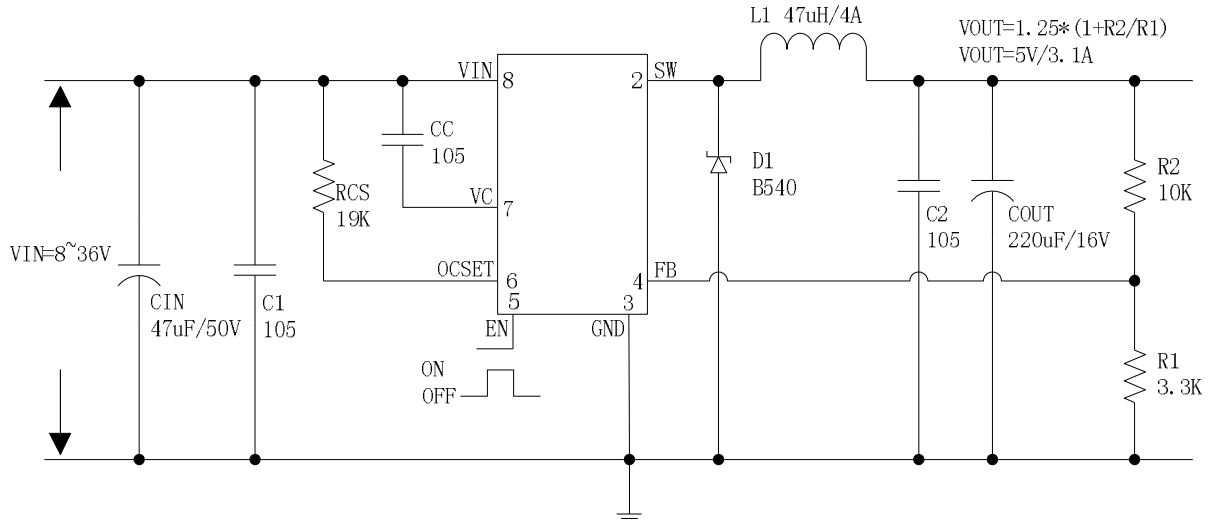 L1 47uH/4A
VOUT=1.25*(1+R2/R1)
VOUT=5V/3.1A
VIN
8
2
SW
CC
105
RCS
19K
VC
7
D1
B540
R2
10K
C2
105
COUT
220uF/16V
VIN=8~36V
OCSET
6
4
FB
CIN
47uF/50V
C1
105
5
3
EN
GND
ON
OFF
R1
3.3K